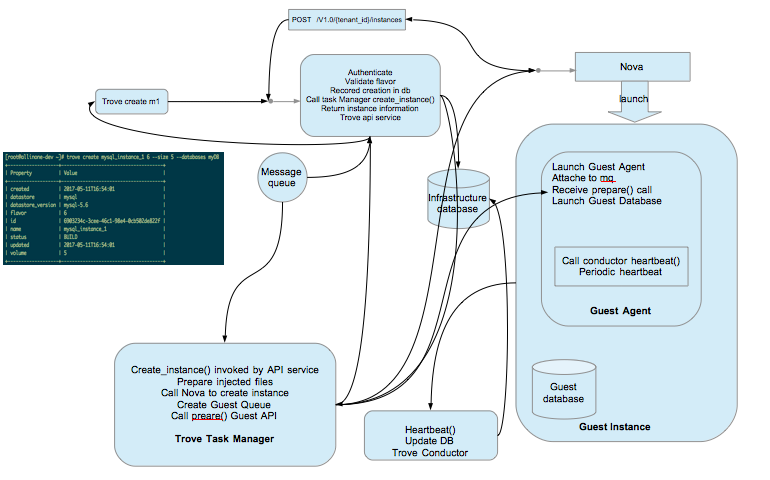 POST /V1.0/{tenant_id}/instances
Nova
launch
Trove create m1
Authenticate
Validate flavor
Recored creation in db
Call task Manager create_instance()
Return instance information
Trove api service
[root@allinone-dev ~]# trove create mysql_instance_1 6 --size 5 --databases myDB
| Property | Value |
| created | 2017-05-11T16:54:01 |
| datastore | mysql |
| datastore_version | mysql-5.6 |
| flavor | 6 |
| id | 6903234c-3cee-46c1-98e4-0cb502de822f |
| name | mysql_instance_1 |
| status | BUILD |
| updated | 2017-05-11T16:54:01 |
| volume | 5 |
Message
queue
Infrastructure
database
Launch Guest Agent
Attache to mq
Receive prepare() call
Launch Guest Database
Call conductor heartbeat()
Periodic heartbeat
Guest Agent
Guest
database
Guest Instance
Create_instance() invoked by API service
Prepare injected files
Call Nova to create instance
Create Guest Queue
Call preare() Guest API
Trove Task Manager
Heartbeat()
Update DB
Trove Conductor